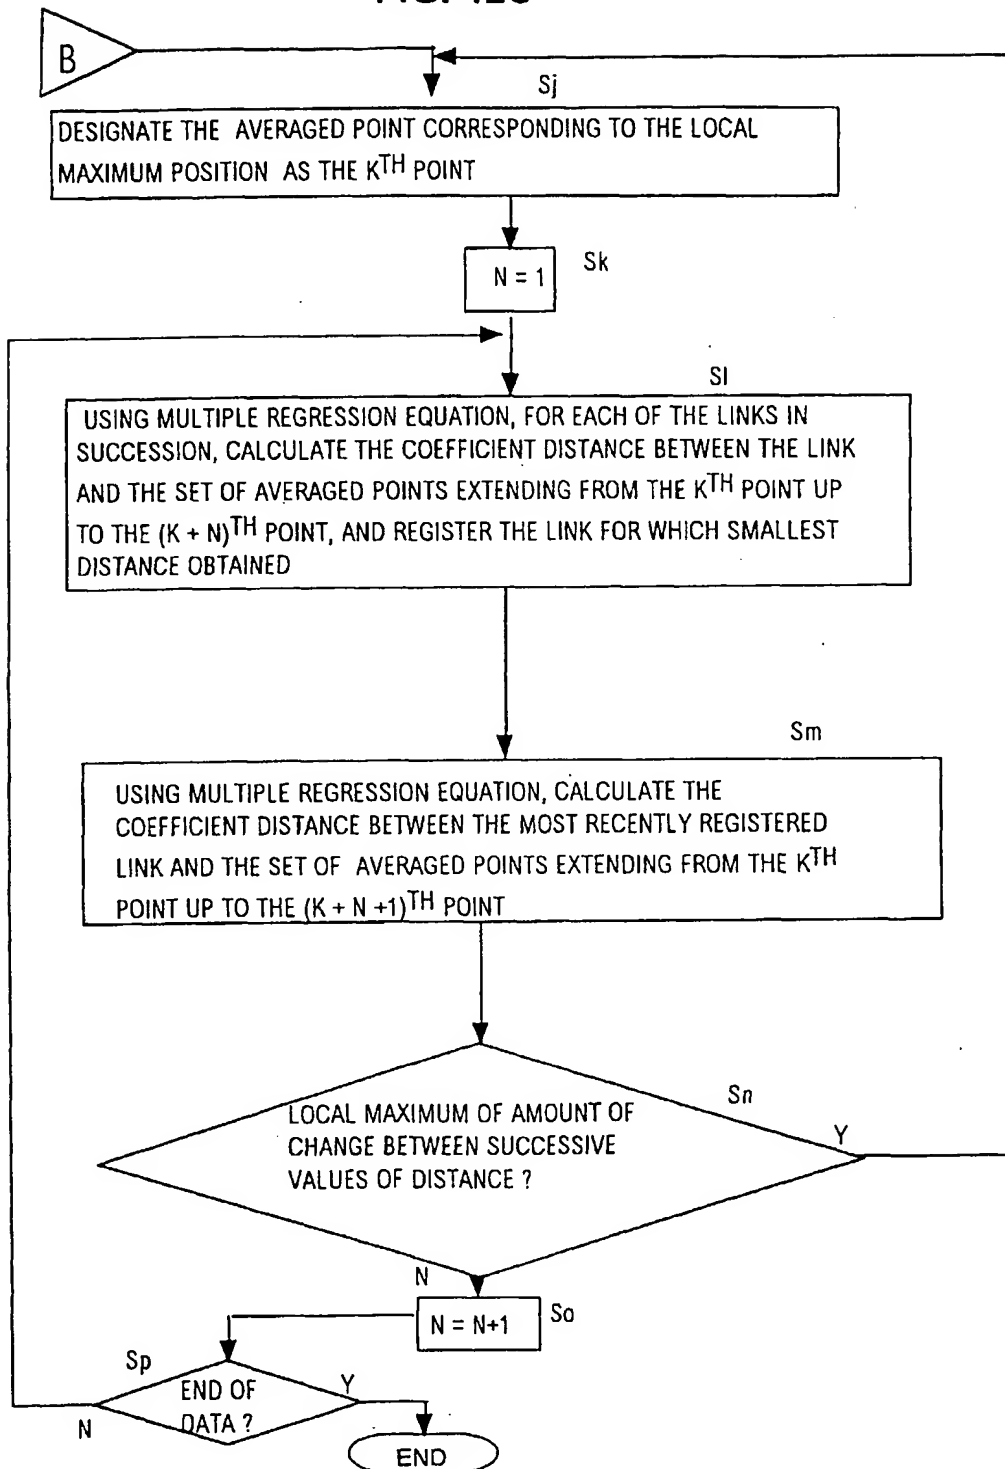 B
Sj
DESIGNATE THE AVERAGED POINT CORRESPONDING TO THE LOCAL
MAXIMUM POSITION AS THE KTH POINT
N = 1
Sk
Sl
USING MULTIPLE REGRESSION EQUATION, FOR EACH OF THE LINKS IN
SUCCESSION, CALCULATE THE COEFFICIENT DISTANCE BETWEEN THE LINK
AND THE SET OF AVERAGED POINTS EXTENDING FROM THE KTH POINT UP
TO THE (K + N)TH POINT, AND REGISTER THE LINK FOR WHICH SMALLEST
DISTANCE OBTAINED
Sm
USING MULTIPLE REGRESSION EQUATION, CALCULATE THE
COEFFICIENT DISTANCE BETWEEN THE MOST RECENTLY REGISTERED
LINK AND THE SET OF AVERAGED POINTS EXTENDING FROM THE KTH
POINT UP TO THE (K + N +1)TH POINT
Sn
LOCAL MAXIMUM OF AMOUNT OF
CHANGE BETWEEN SUCCESSIVE
VALUES OF DISTANCE ?
Y
N
N = N+1
So
Sp
END OF
DATA ?
Y
N
END